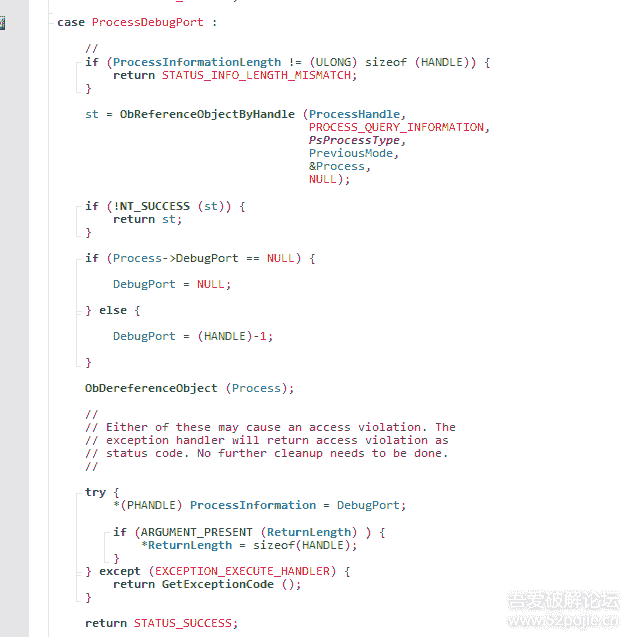 case ProcessDebugPort :
//
if (ProcessInformationLength != (ULONG) sizeof (HANDLE)) {
return STATUS_INFO_LENGTH_MISMATCH;
}
st = ObReferenceObjectByHandle (ProcessHandle,
PROCESS_QUERY_INFORMATION,
PsProcessType,
PreviousMode,
&Process,
NULL);
if (!NT_SUCCESS (st)) {
return st;
}
if (Process->DebugPort == NULL) {
DebugPort = NULL;
} else {
DebugPort = (HANDLE)-1;
}
ObDereferenceObject (Process);
//
// Either of these may cause an access violation. The
// exception handler will return access violation as
// status code. No further cleanup needs to be done.
//
try {
*(PHANDLE) ProcessInformation = DebugPort;
if (ARGUMENT_PRESENT (ReturnLength) ) {
*ReturnLength = sizeof(HANDLE);
}
} except (EXCEPTION_EXECUTE_HANDLER) {
return GetExceptionCode ();
}
return STATUS_SUCCESS;
吾爱破解论坛
www.52pojie.cn